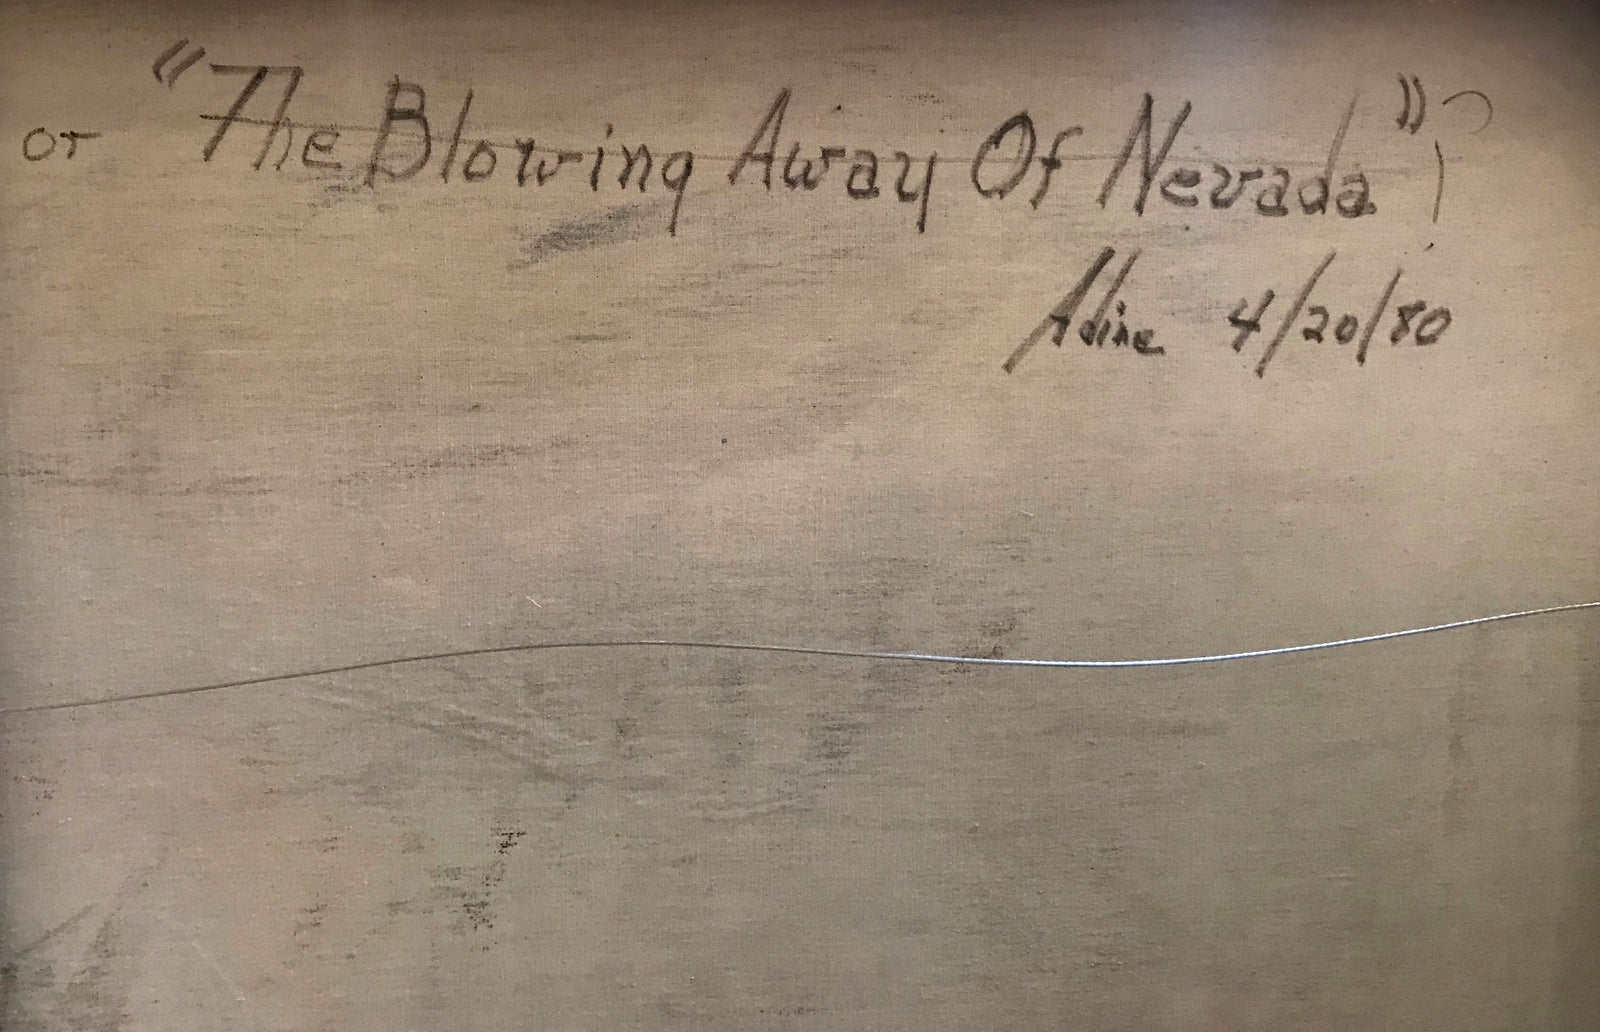 or "The Blowing Away Of Nevada"?
Adine 4/20/80